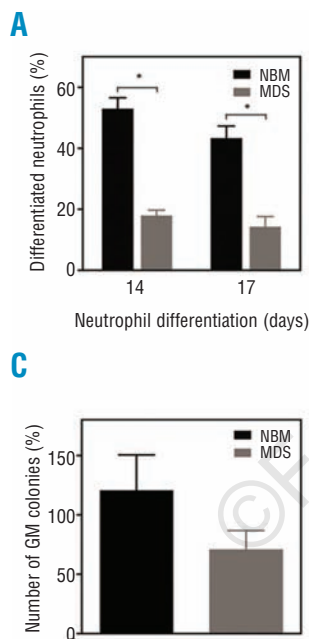 A
Differentiated neutrophils (%)
60
40
20
0
NBM
MDS
*
*
14 17
Neutrophil differentiation (days)
C
Number of GM colonies (%)
150
100
50
0
NBM
MDS